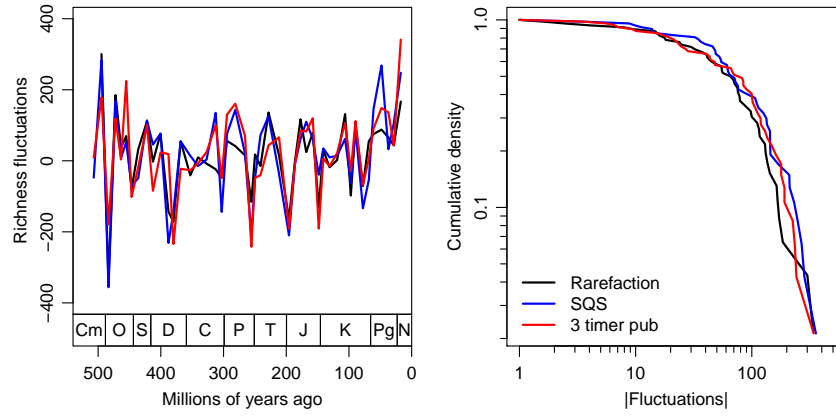 Richness fluctuations
400
200
0
−200
−400
Cm O S D C P T J K Pg N
500 400 300 200 100 0
Millions of years ago
Cumulative density
1.0
0.1
Rarefaction
SQS
3 timer pub
1 10 100
|Fluctuations|